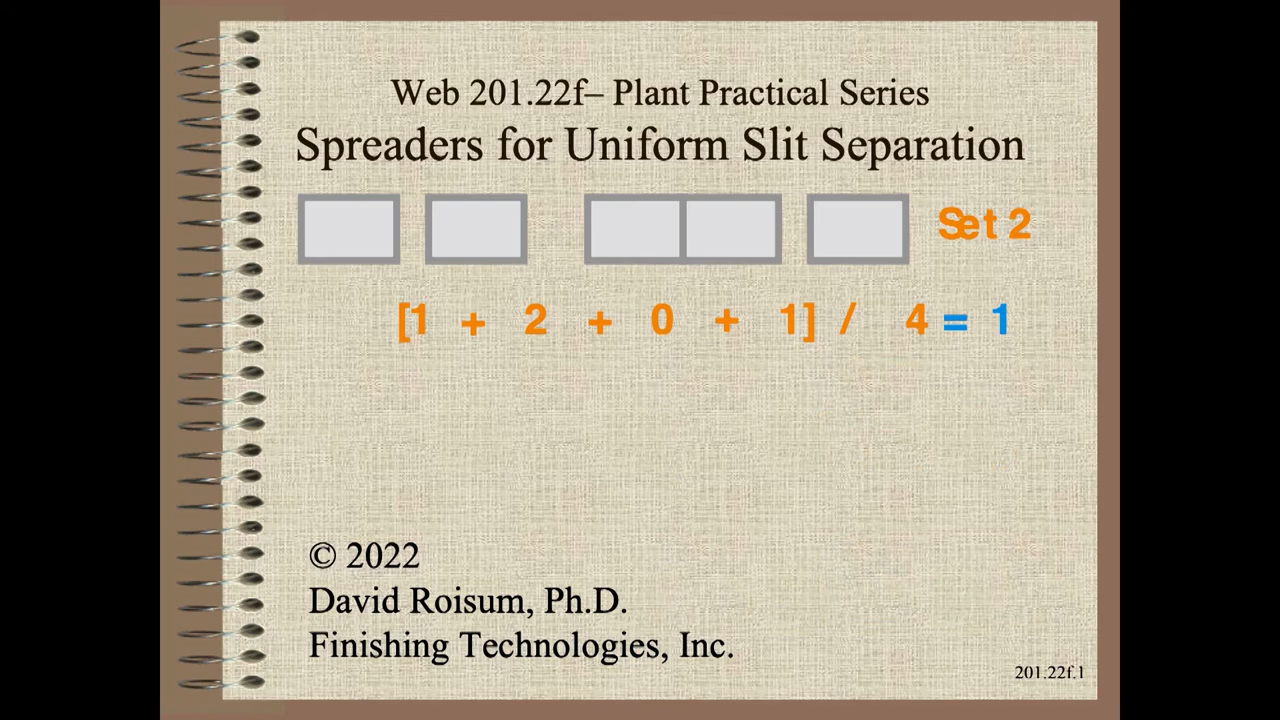 Web 201.22f– Plant Practical Series
Spreaders for Uniform Slit Separation
Set 2
[1 + 2 + 0 + 1] / 4 = 1
© 2022
David Roisum, Ph.D.
Finishing Technologies, Inc.
201.22f.1